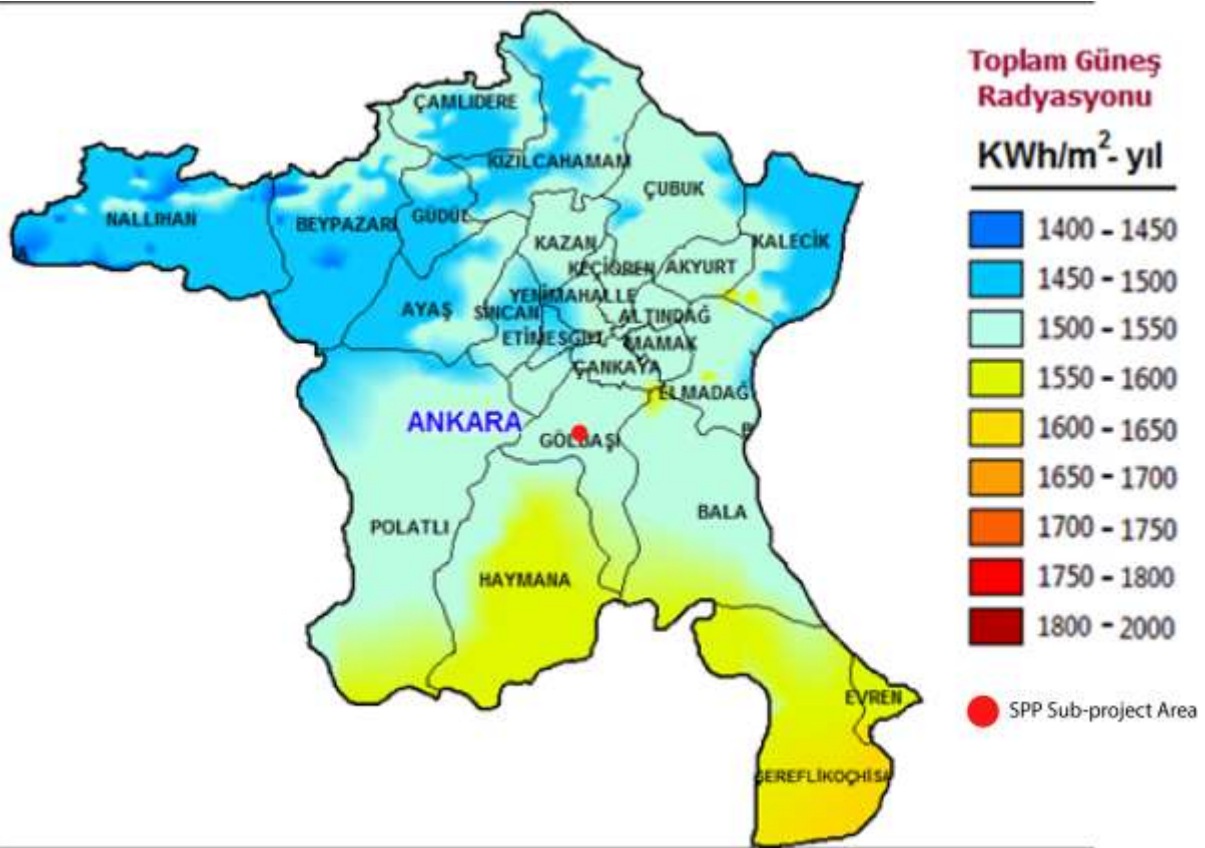 ÇAMLIDERE
KIZILCAHAMAM
ÇUBUK
NALLIHAN
BEYPAZARI
GÜDÜL
KAZAN
KALECİK
KEÇİÖREN
AKYURT
YENİMAHALLE
AYAŞ
SİNCAN
ALTINDAĞ
ETİMESGUT
MAMAK
ÇANKAYA
ELMADAĞ
ANKARA
GÖLBAŞI
POLATLI
BALA
HAYMANA
EVREN
ŞEREFLİKOÇHİSA
Toplam Güneş
Radyasyonu
KWh/m²- yıl
1400 - 1450
1450 - 1500
1500 - 1550
1550 - 1600
1600 - 1650
1650 - 1700
1700 - 1750
1750 - 1800
1800 - 2000
SPP Sub-project Area